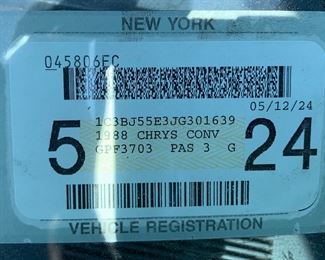 NEW YORK
045806EC
05/12/24
1C3BJ55E3JG301639
1988 CHRYS CONV
GPF3703 PAS 3 G
5 24
VEHICLE REGISTRATION